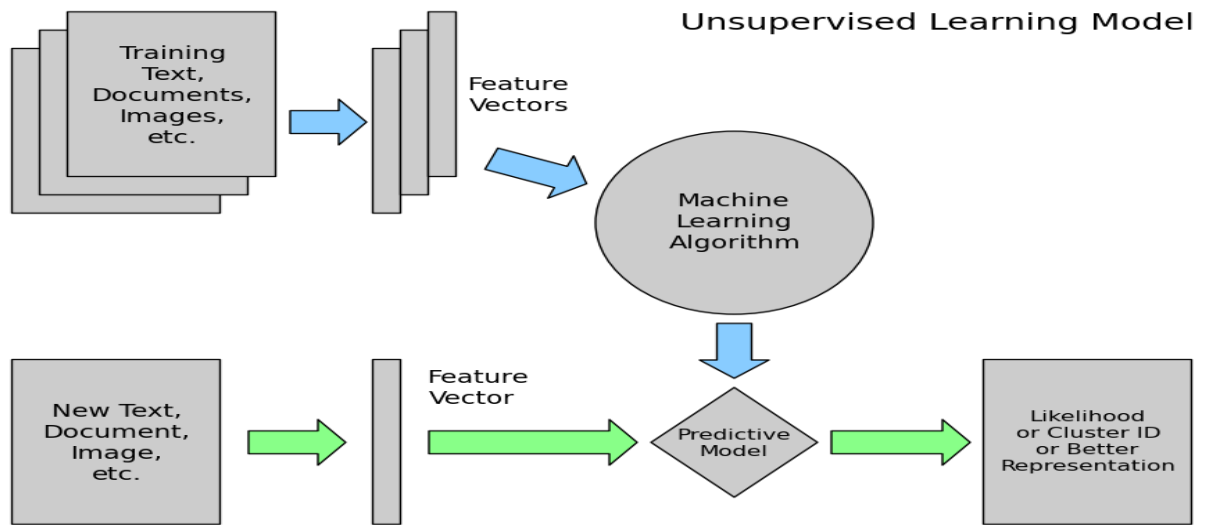 Unsupervised Learning Model
Training
Text,
Documents,
Images,
etc.
Feature
Vectors
Machine
Learning
Algorithm
New Text,
Document,
Image,
etc.
Feature
Vector
Predictive
Model
Likelihood
or Cluster ID
or Better
Representation